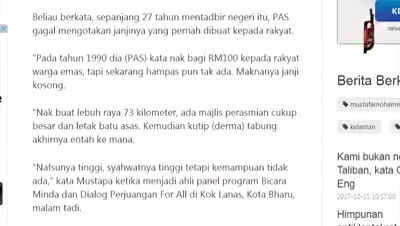 Beliau berkata, sepanjang 27 tahun mentadbir negeri itu, PAS
gagal mengotakan janjinya yang pernah dibuat kepada rakyat.
"Pada tahun 1990 dia (PAS) kata nak bagi RM100 kepada rakyat
warga emas, tapi sekarang hampas pun tak ada. Maknanya janji
kosong.
"Nak buat lebuh raya 73 kilometer, ada majlis perasmian cukup
besar dan letak batu asas. Kemudian kutip (derma) tabung
akhirnya entah ke mana.
"Nafsunya tinggi, syahwatnya tinggi tetapi kemampuan tidak
ada," kata Mustapa ketika menjadi ahli panel program Bicara
Minda dan Dialog Perjuangan For All di Kok Lanas, Kota Bharu,
malam tadi.
Berita Berk
mustafamohame
kelantan
Kami bukan n
Taliban, kata G
Eng
2017-10-15 10:57:00
Himpunan